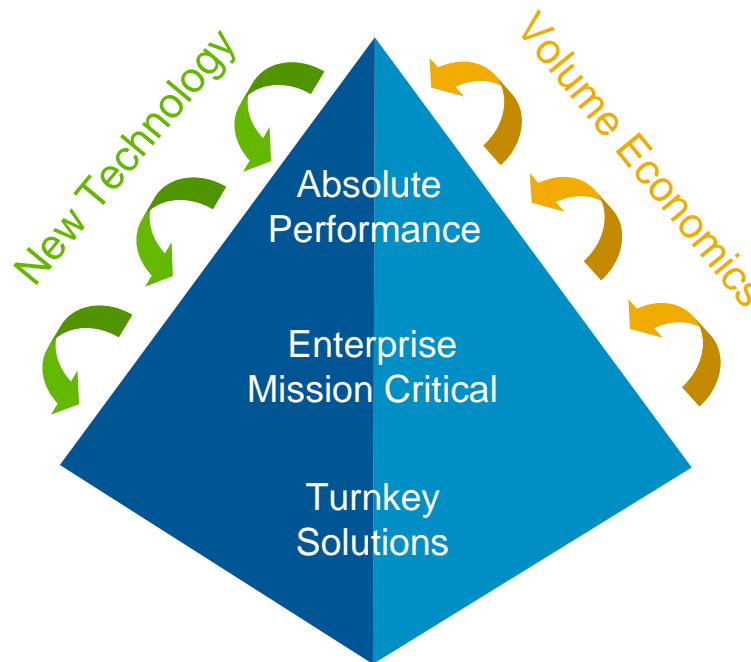 New Technology
Volume Economics
Absolute
Performance
Enterprise
Mission Critical
Turnkey
Solutions